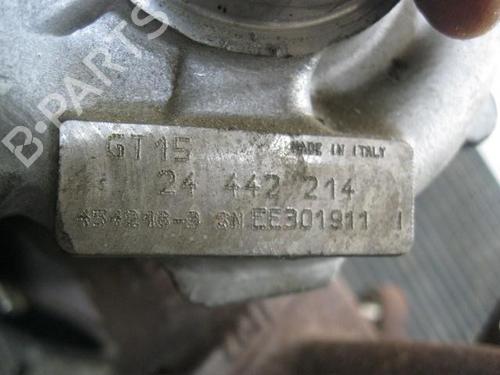 B-PARTS
GT15 MADE IN ITALY
24 442 214
454216-3 SN EE301911 I